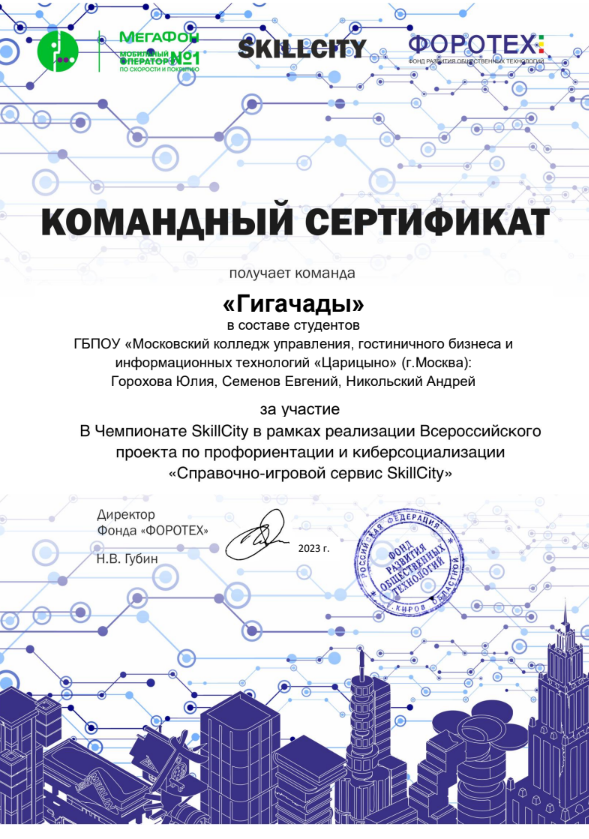 МЕГАФОН
МОБИЛЬНЫЙ
ОПЕРАТОР №1
ПО СКОРОСТИ И ПОКРЫТИЮ
SKILLCITY
ФОРОТЕХ
ФОНД РАЗВИТИЯ ОБЩЕСТВЕННЫХ ТЕХНОЛОГИЙ
КОМАНДНЫЙ СЕРТИФИКАТ
получает команда
«Гигачады»
в составе студентов
ГБПОУ «Московский колледж управления, гостиничного бизнеса и
информационных технологий «Царицыно» (г.Москва):
Горохова Юлия, Семенов Евгений, Никольский Андрей
за участие
В Чемпионате SkillCity в рамках реализации Всероссийского
проекта по профориентации и киберсоциализации
«Справочно-игровой сервис SkillCity»
Директор
Фонда «ФОРОТЕХ»
Н.В. Губин
2023 г.
РОССИЙСКАЯ ФЕДЕРАЦИЯ
ФОНД
РАЗВИТИЯ
ОБЩЕСТВЕННЫХ
ТЕХНОЛОГИЙ
Г. КИРОВ